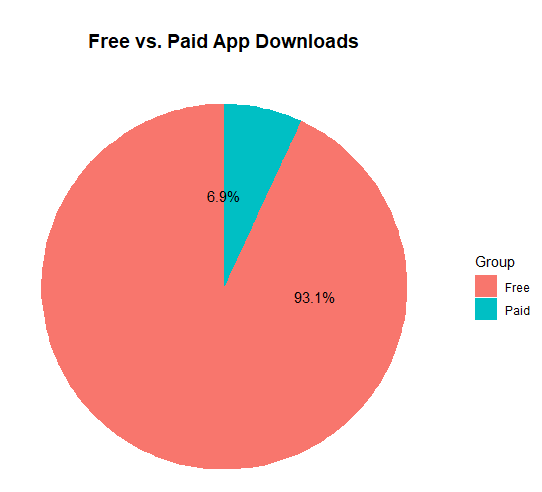 Free vs. Paid App Downloads
6.9%
93.1%
Group
Free
Paid